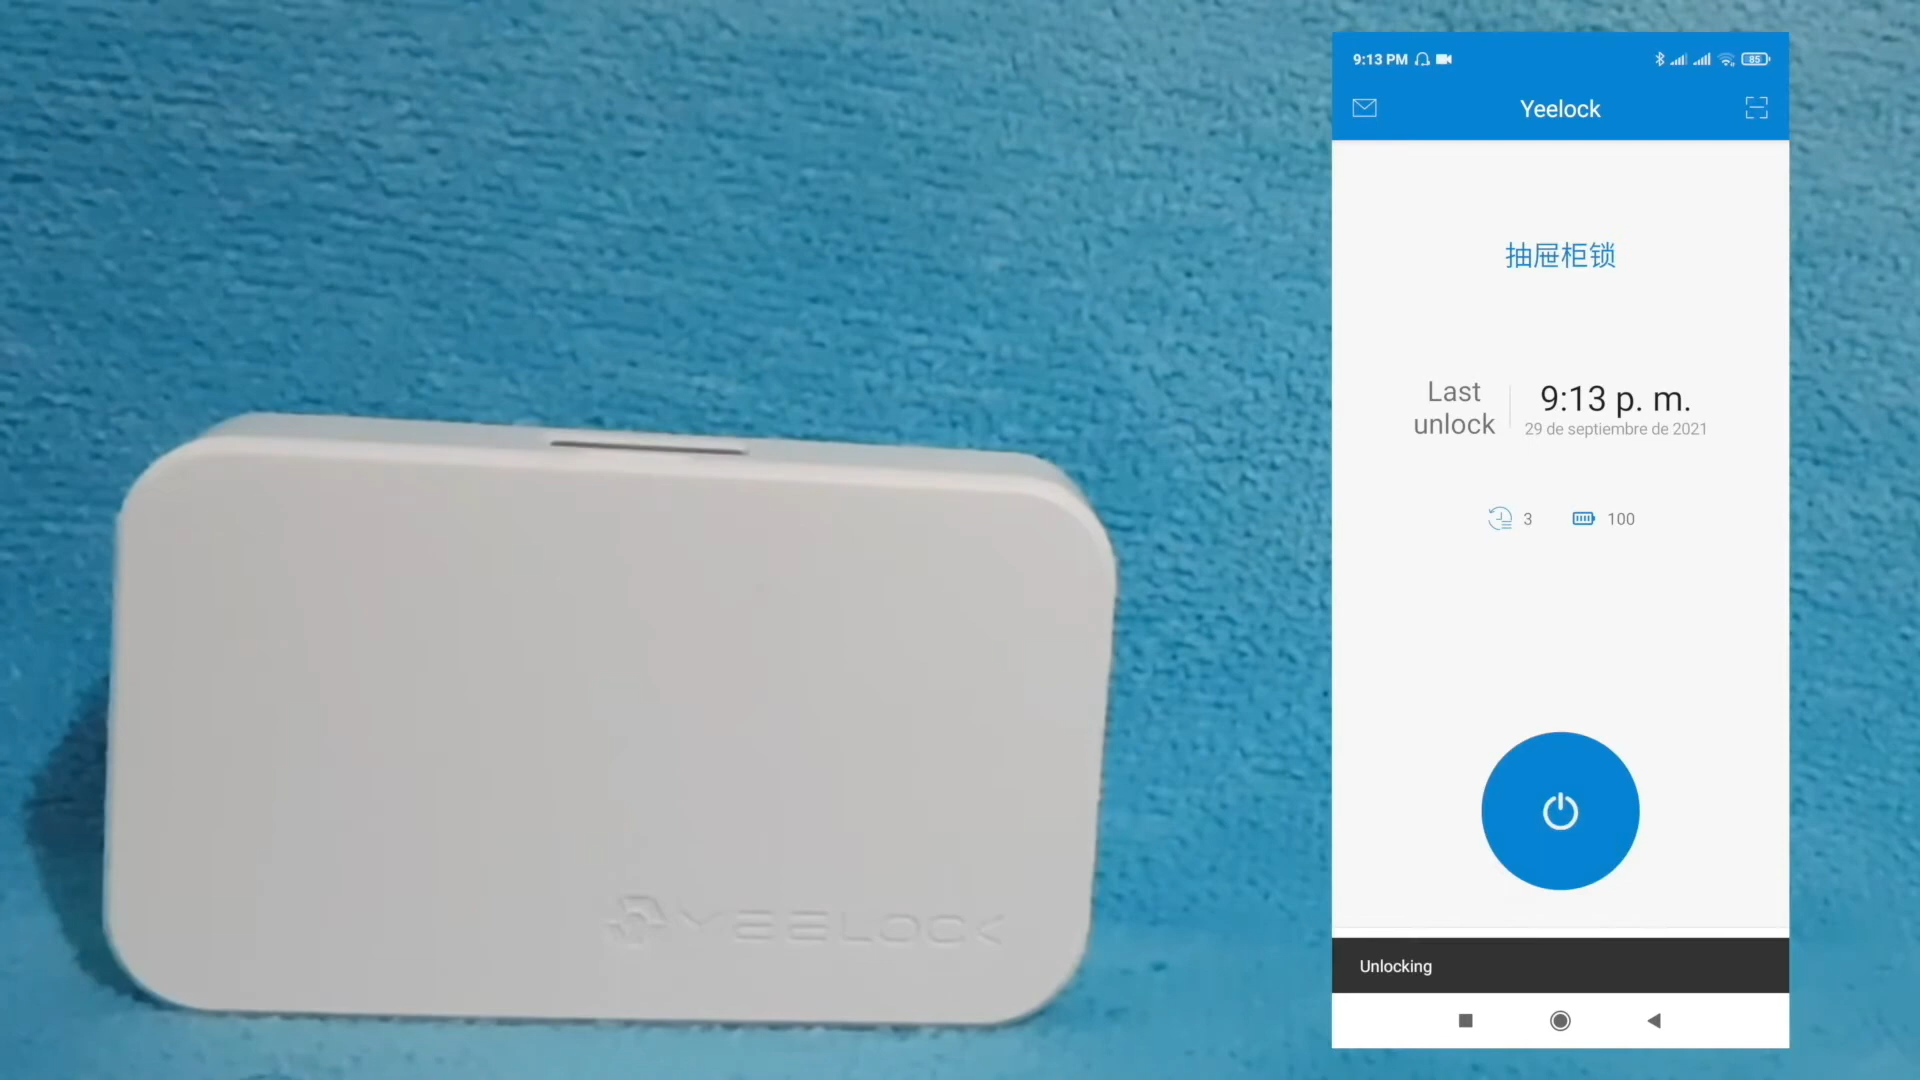 YEELOCK
9:13 PM
85
Yeelock
抽屉柜锁
Last
unlock
9:13 p. m.
29 de septiembre de 2021
3
100
Unlocking